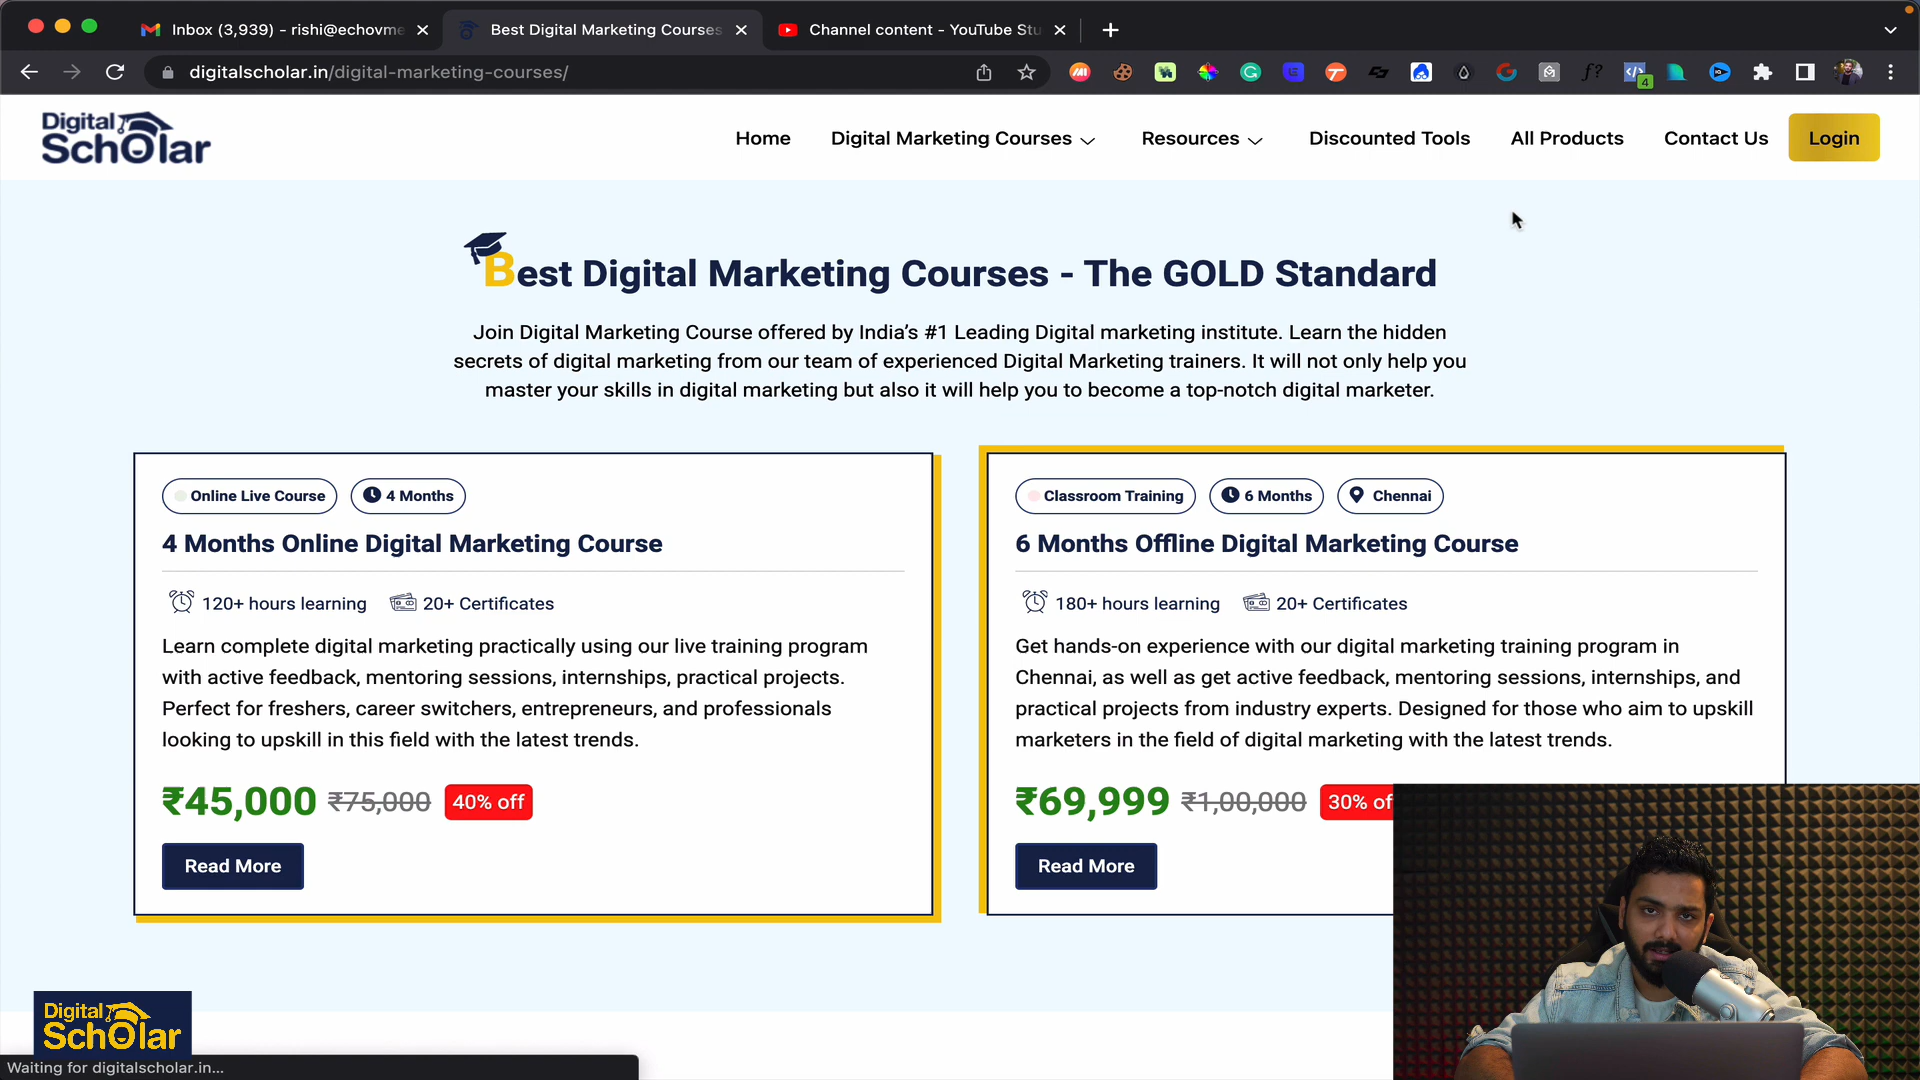 Inbox (3,939) - rishi@echovme
Best Digital Marketing Courses
Channel content - YouTube Stu
digitalscholar.in/digital-marketing-courses/
4
Digital
Scholar
Home
Digital Marketing Courses
Resources
Discounted Tools
All Products
Contact Us
Login
Best Digital Marketing Courses - The GOLD Standard
Join Digital Marketing Course offered by India's #1 Leading Digital marketing institute. Learn the hidden
secrets of digital marketing from our team of experienced Digital Marketing trainers. It will not only help you
master your skills in digital marketing but also it will help you to become a top-notch digital marketer.
Online Live Course
4 Months
4 Months Online Digital Marketing Course
120+ hours learning
20+ Certificates
Learn complete digital marketing practically using our live training program
with active feedback, mentoring sessions, internships, practical projects.
Perfect for freshers, career switchers, entrepreneurs, and professionals
looking to upskill in this field with the latest trends.
₹45,000 ₹75,000 40% off
Read More
Classroom Training
6 Months
Chennai
6 Months Offline Digital Marketing Course
180+ hours learning
20+ Certificates
Get hands-on experience with our digital marketing training program in
Chennai, as well as get active feedback, mentoring sessions, internships, and
practical projects from industry experts. Designed for those who aim to upskill
marketers in the field of digital marketing with the latest trends.
₹69,999 ₹1,00,000 30% of
Read More
Digital
Scholar
Waiting for digitalscholar.in...